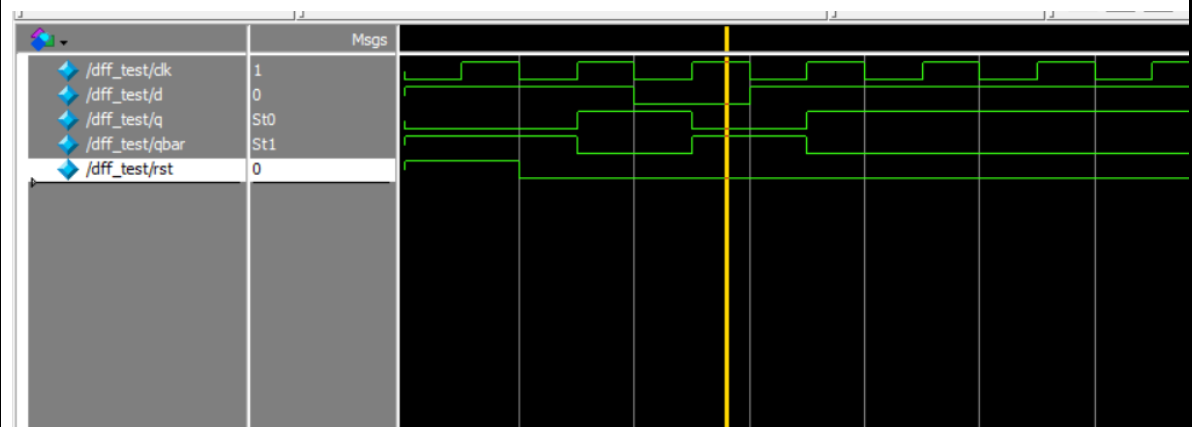 Msgs
/dff_test/clk 1
/dff_test/d 0
/dff_test/q St0
/dff_test/qbar St1
/dff_test/rst 0